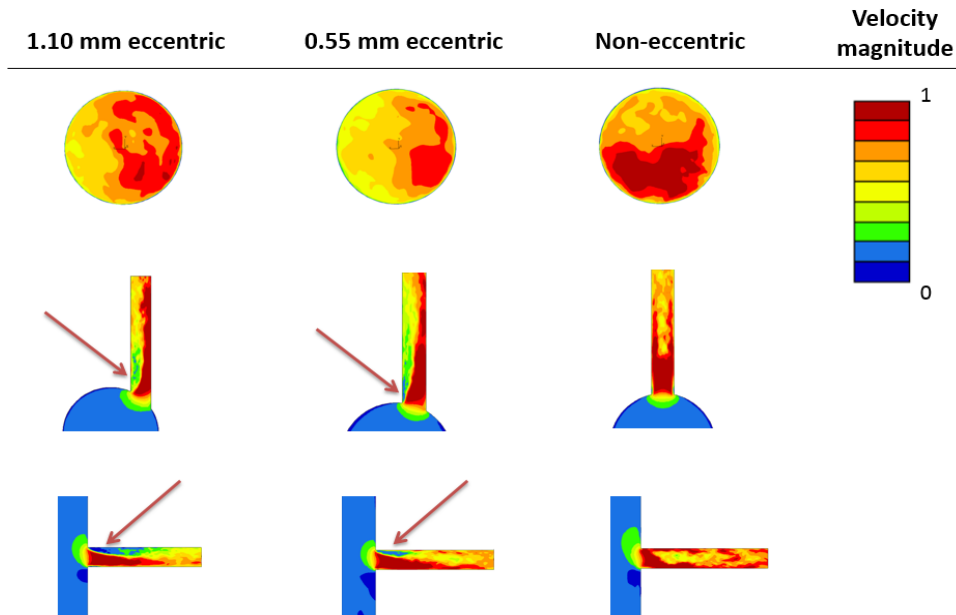 1.10 mm eccentric
0.55 mm eccentric
Non-eccentric
Velocity
magnitude
1
0